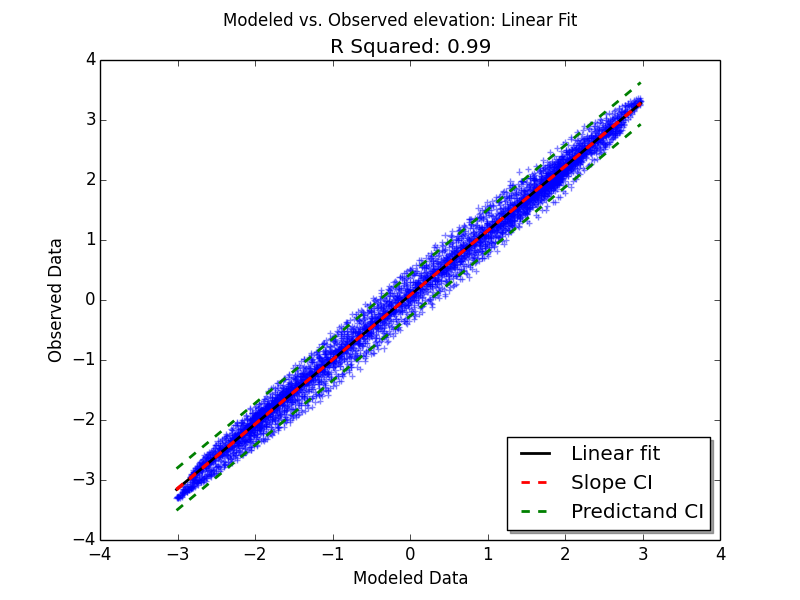 Modeled vs. Observed elevation: Linear Fit
R Squared: 0.99
4
3
2
1
0
−1
−2
−3
−4
Observed Data
−4 −3 −2 −1 0 1 2 3 4
Modeled Data
Linear fit
Slope CI
Predictand CI